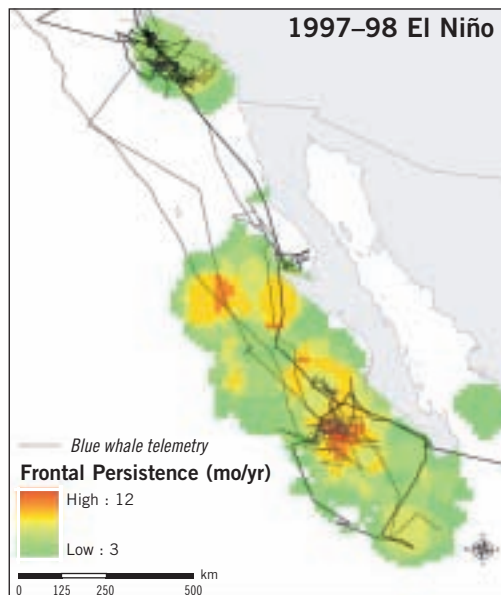 1997–98 El Niño
Blue whale telemetry
Frontal Persistence (mo/yr)
High : 12
Low : 3
km
0 125 250 500